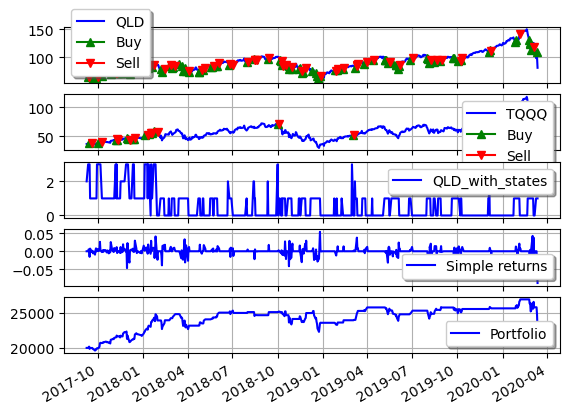 QLD
Buy
Sell
150
100
TQQQ
Buy
Sell
100
50
QLD_with_states
2
0
Simple returns
0.05
0.00
−0.05
Portfolio
25000
20000
2017-10
2018-01
2018-04
2018-07
2018-10
2019-01
2019-04
2019-07
2019-10
2020-01
2020-04